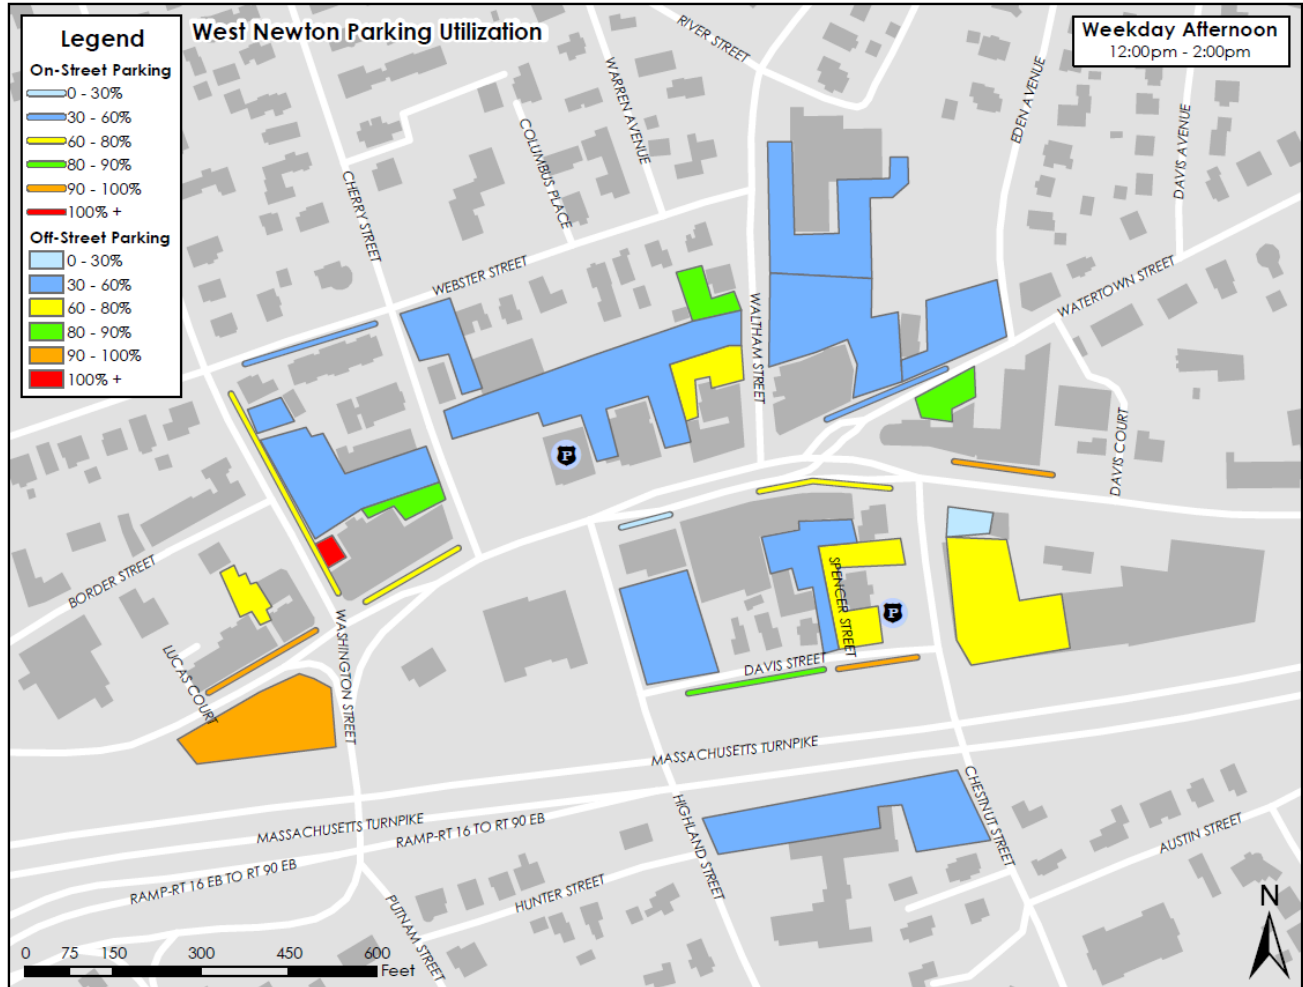 West Newton Parking Utilization
Weekday Afternoon
12:00pm - 2:00pm
Legend
On-Street Parking
0 - 30%
30 - 60%
60 - 80%
80 - 90%
90 - 100%
100% +
Off-Street Parking
0 - 30%
30 - 60%
60 - 80%
80 - 90%
90 - 100%
100% +
RIVER STREET
WARREN AVENUE
EDEN AVENUE
DAVIS AVENUE
COLUMBUS PLACE
CHERRY STREET
WEBSTER STREET
WATERTOWN STREET
WALTHAM STREET
DAVIS COURT
P
BORDER STREET
SPENCER STREET
P
WASHINGTON STREET
LUCAS COURT
DAVIS STREET
MASSACHUSETTS TURNPIKE
MASSACHUSETTS TURNPIKE
RAMP-RT 16 TO RT 90 EB
RAMP-RT 16 EB TO RT 90 EB
HIGHLAND STREET
CHESTNUT STREET
AUSTIN STREET
HUNTER STREET
PUTNAM STREET
N
0 75 150 300 450 600
Feet